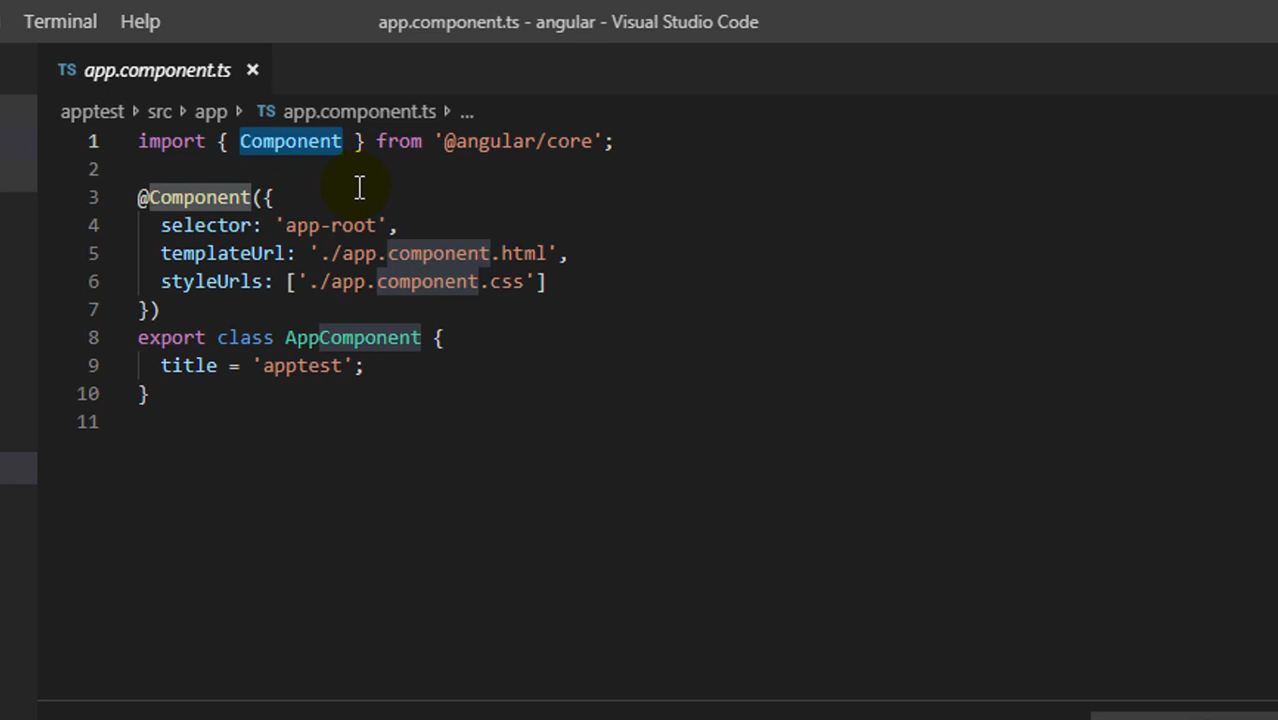 Terminal Help app.component.ts - angular - Visual Studio Code
TS app.component.ts ×
apptest › src › app › TS app.component.ts › ...
1 import { Component } from '@angular/core';
2
3 @Component({
4 selector: 'app-root',
5 templateUrl: './app.component.html',
6 styleUrls: ['./app.component.css']
7 })
8 export class AppComponent {
9 title = 'apptest';
10 }
11